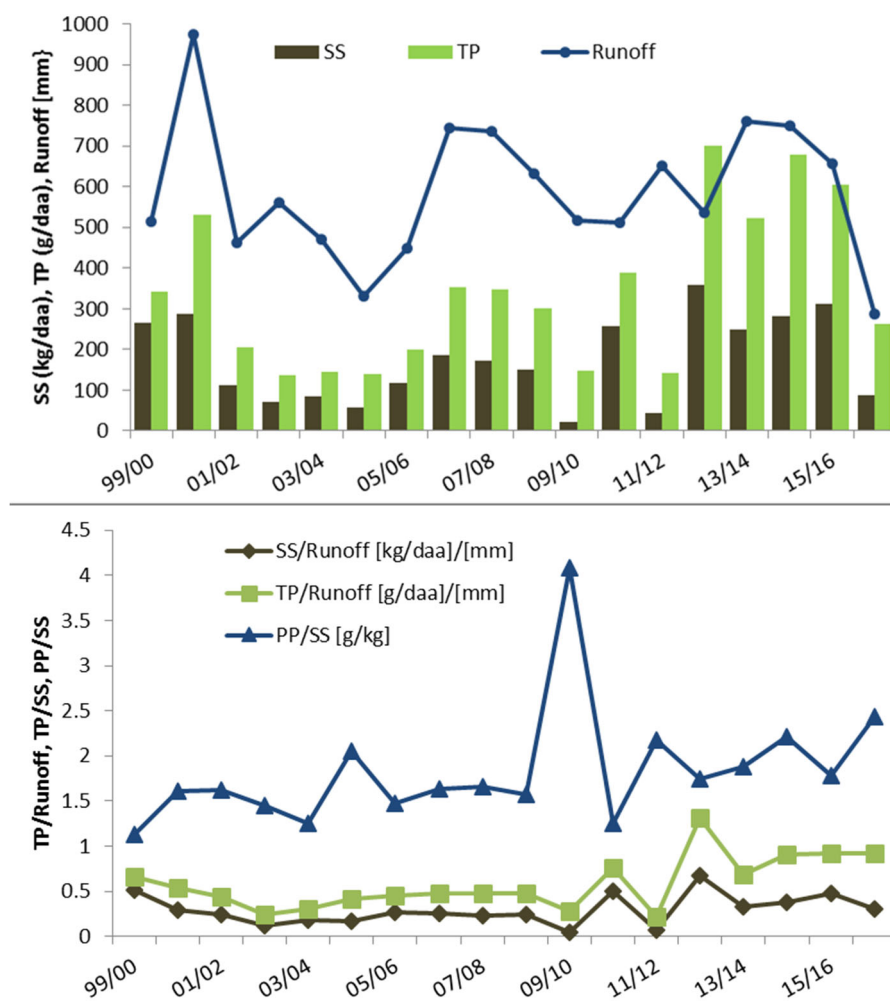 SS (kg/daa), TP (g/daa), Runoff [mm}
1000
900
800
700
600
500
400
300
200
100
0
SS TP Runoff
99/00 01/02 03/04 05/06 07/08 09/10 11/12 13/14 15/16
TP/Runoff, TP/SS, PP/SS
4.5
4
3.5
3
2.5
2
1.5
1
0.5
0
SS/Runoff [kg/daa]/[mm]
TP/Runoff [g/daa]/[mm]
PP/SS [g/kg]
99/00 01/02 03/04 05/06 07/08 09/10 11/12 13/14 15/16